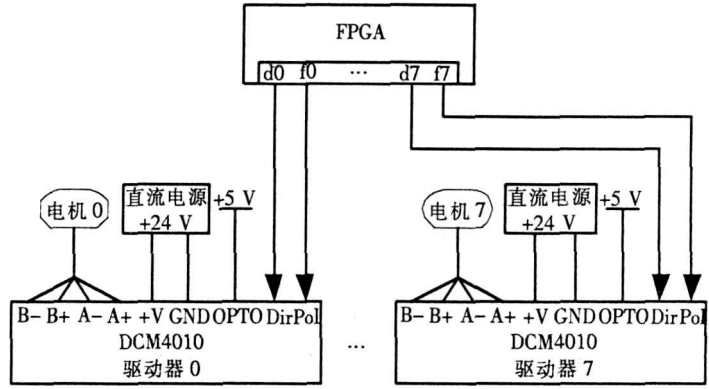 FPGA
d0 f0 ... d7 f7
电机 0
直流电源
+24 V
+5 V
电机 7
直流电源
+24 V
+5 V
B- B+ A- A+ +V GND OPTO Dir Pol
DCM4010
驱动器 0
...
B- B+ A- A+ +V GND OPTO Dir Pol
DCM4010
驱动器 7